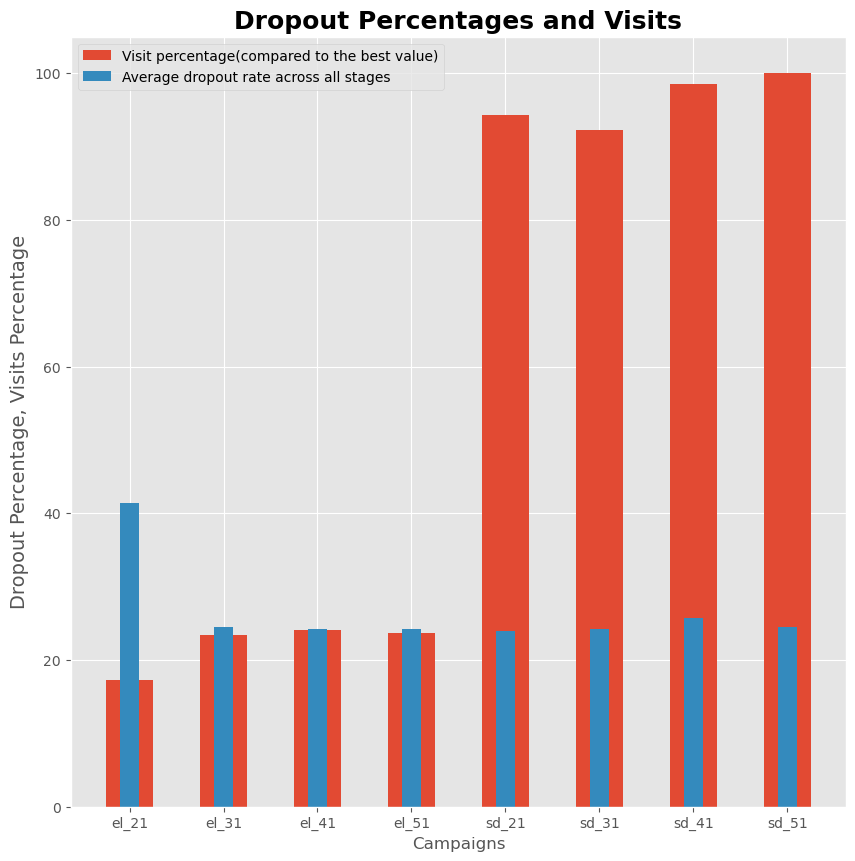 Dropout Percentages and Visits
Visit percentage(compared to the best value)
Average dropout rate across all stages
Dropout Percentage, Visits Percentage
100
80
60
40
20
0
el_21 el_31 el_41 el_51 sd_21 sd_31 sd_41 sd_51
Campaigns